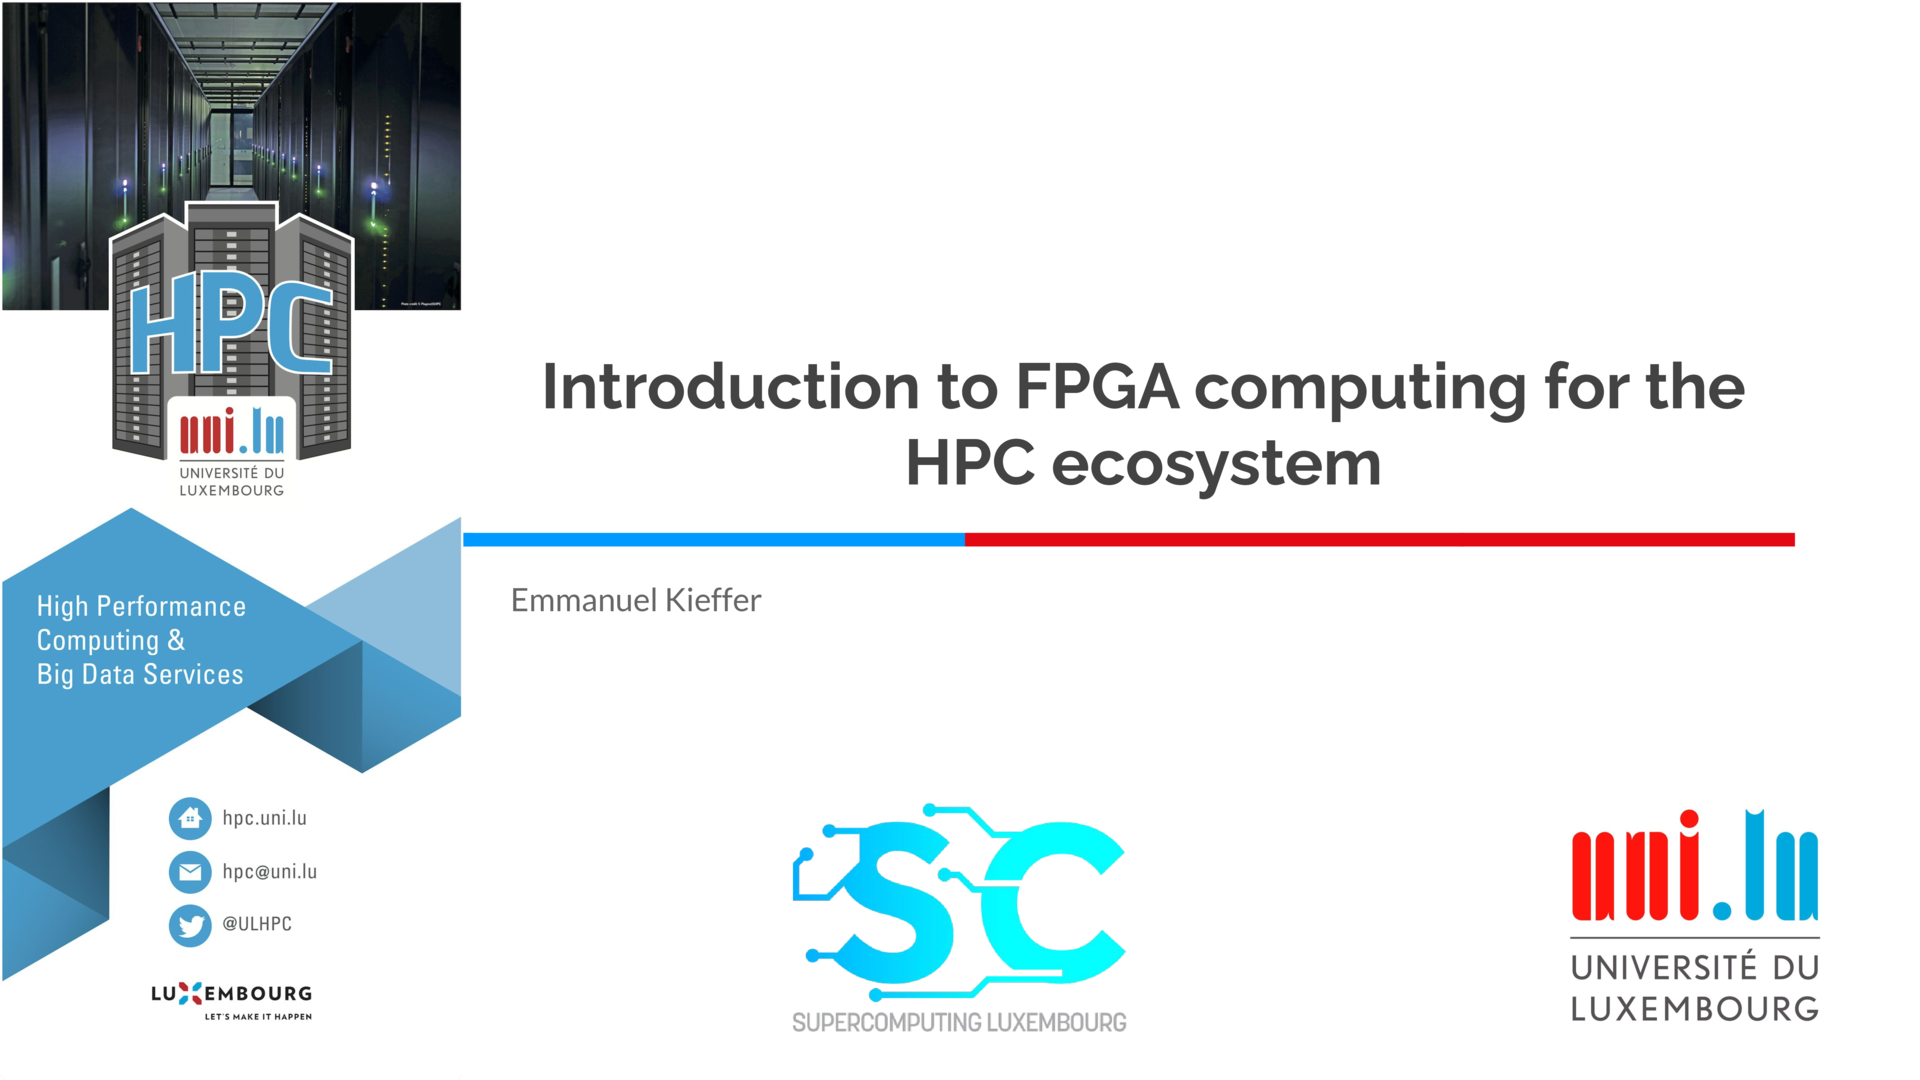 HPC
uni.lu
UNIVERSITÉ DU
LUXEMBOURG
Introduction to FPGA computing for the
HPC ecosystem
Emmanuel Kieffer
High Performance
Computing &
Big Data Services
hpc.uni.lu
hpc@uni.lu
@ULHPC
LUXEMBOURG
LET'S MAKE IT HAPPEN
SC
SUPERCOMPUTING LUXEMBOURG
uni.lu
UNIVERSITÉ DU
LUXEMBOURG